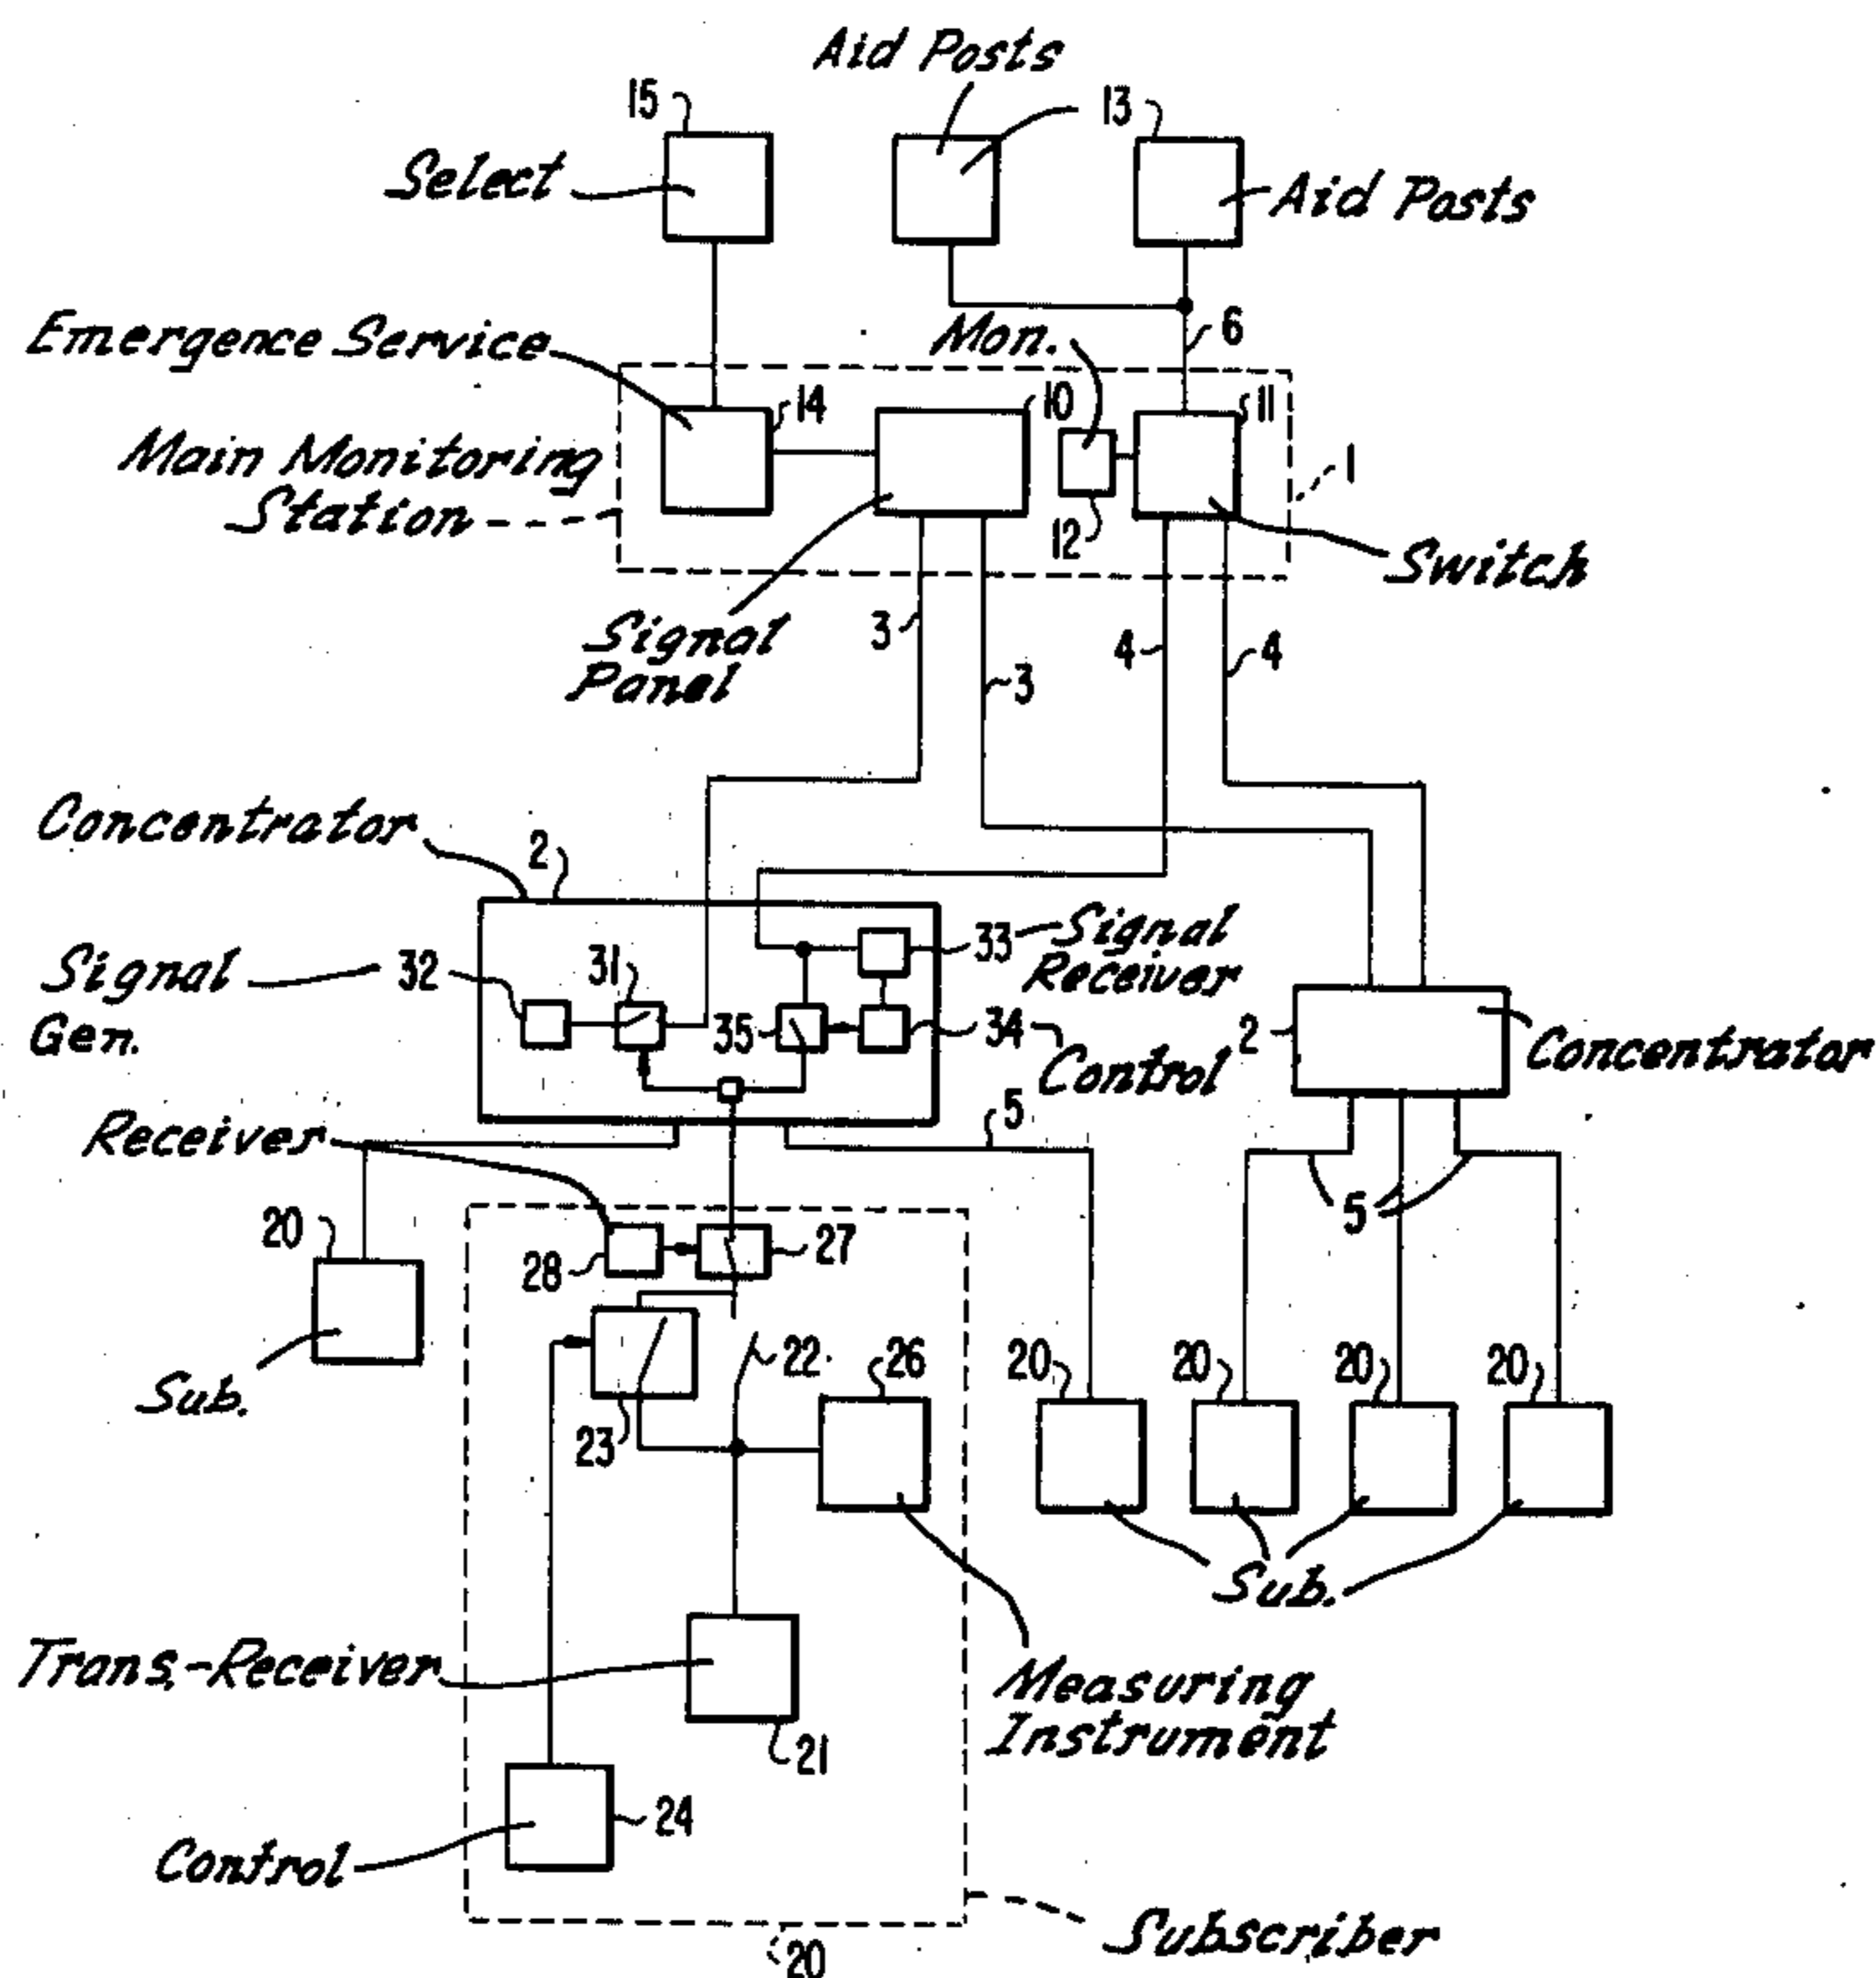 Aid Posts
15
13
Select
Aid Posts
6
Mon.
Emergence Service
14
10
11
Main Monitoring
Station
1
12
Switch
Signal
Panel
3
3
4
4
Concentrator
2
33
Signal
Receiver
Signal
Gen.
32
31
35
34
Control
2
Concentrator
5
Receiver
5
20
28
27
Sub.
22
26
23
20
20
20
20
Sub.
Trans.-Receiver
21
Measuring
Instrument
24
Control
Subscriber
20